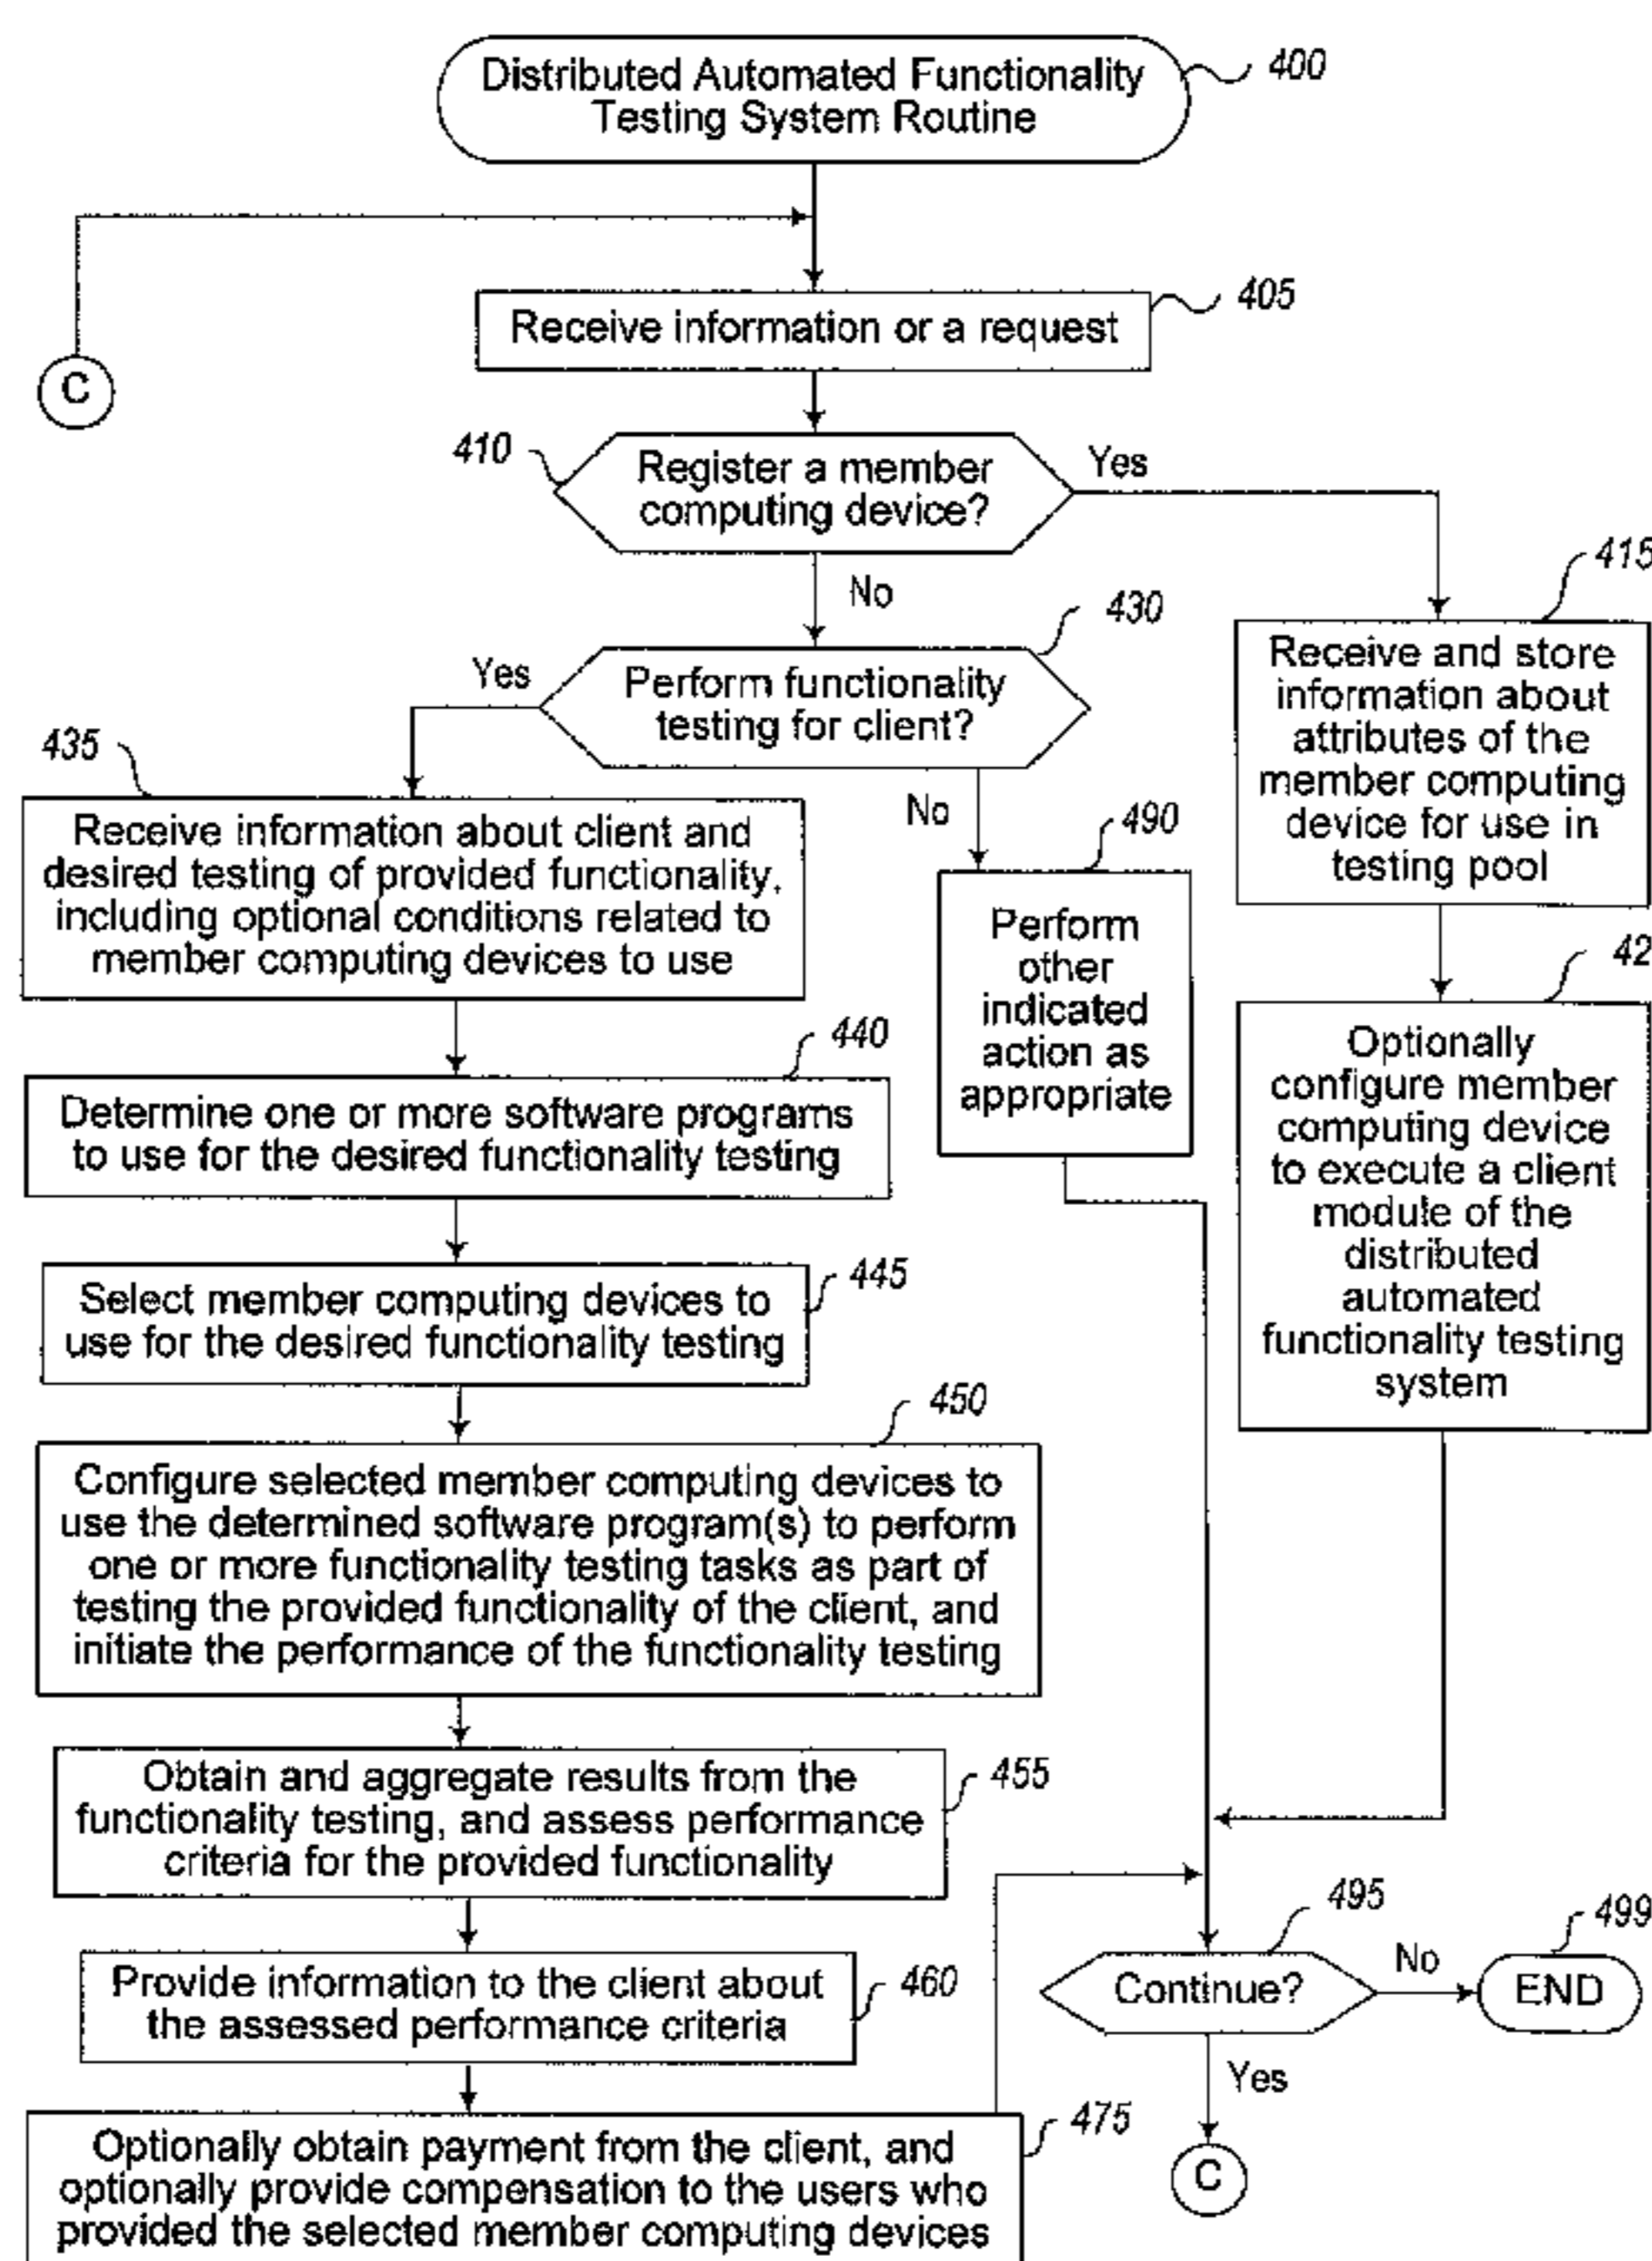 Distributed Automated Functionality
Testing System Routine
400
405
Receive information or a request
C
410
Register a member
computing device?
Yes
No
415
Receive and store
information about
attributes of the
member computing
device for use in
testing pool
430
Perform functionality
testing for client?
Yes
No
435
Receive information about client and
desired testing of provided functionality,
including optional conditions related to
member computing devices to use
490
Perform
other
indicated
action as
appropriate
42
Optionally
configure member
computing device
to execute a client
module of the
distributed
automated
functionality testing
system
440
Determine one or more software programs
to use for the desired functionality testing
445
Select member computing devices to
use for the desired functionality testing
450
Configure selected member computing devices to
use the determined software program(s) to perform
one or more functionality testing tasks as part of
testing the provided functionality of the client, and
initiate the performance of the functionality testing
455
Obtain and aggregate results from the
functionality testing, and assess performance
criteria for the provided functionality
460
Provide information to the client about
the assessed performance criteria
475
Optionally obtain payment from the client, and
optionally provide compensation to the users who
provided the selected member computing devices
495
Continue?
No
499
END
Yes
C